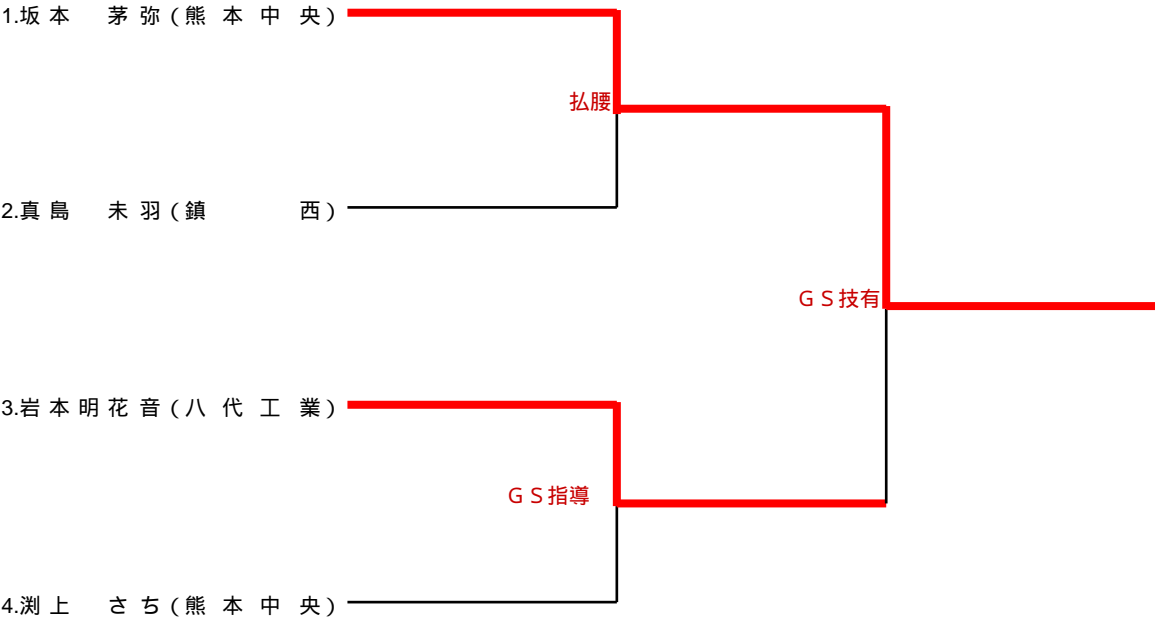 1.坂本 茅弥(熊本中央)
払腰
2.真島 未羽(鎮 西)
GS技有
3.岩本明花音(八代工業)
GS指導
4.渕上 さち(熊本中央)